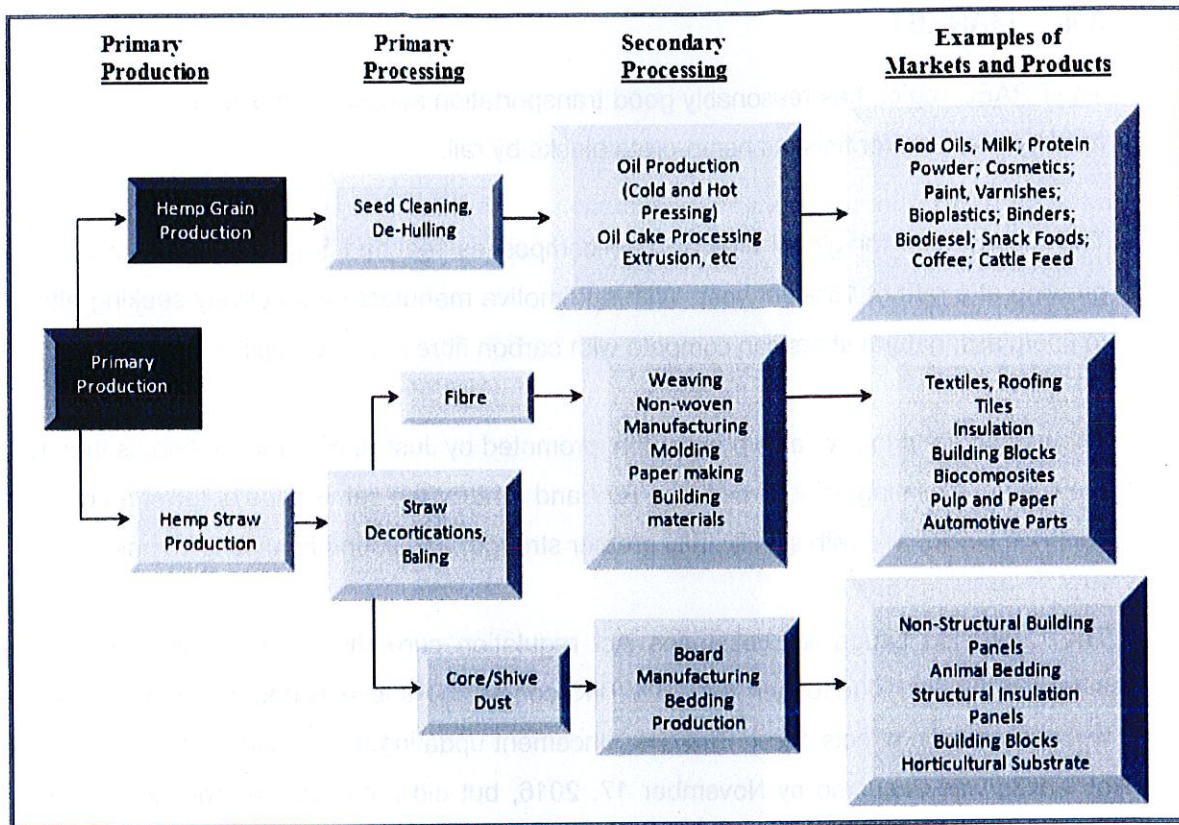 Primary
Production
Primary
Processing
Secondary
Processing
Examples of
Markets and Products
Hemp Grain
Production
Seed Cleaning,
De-Hulling
Oil Production
(Cold and Hot
Pressing)
Oil Cake Processing
Extrusion, etc
Food Oils, Milk; Protein
Powder; Cosmetics;
Paint, Varnishes;
Bioplastics; Binders;
Biodiesel; Snack Foods;
Coffee; Cattle Feed
Primary
Production
Fibre
Weaving
Non-woven
Manufacturing
Molding
Paper making
Building
materials
Textiles, Roofing
Tiles
Insulation
Building Blocks
Biocomposites
Pulp and Paper
Automotive Parts
Hemp Straw
Production
Straw
Decortications,
Baling
Core/Shive
Dust
Board
Manufacturing
Bedding
Production
Non-Structural Building
Panels
Animal Bedding
Structural Insulation
Panels
Building Blocks
Horticultural Substrate